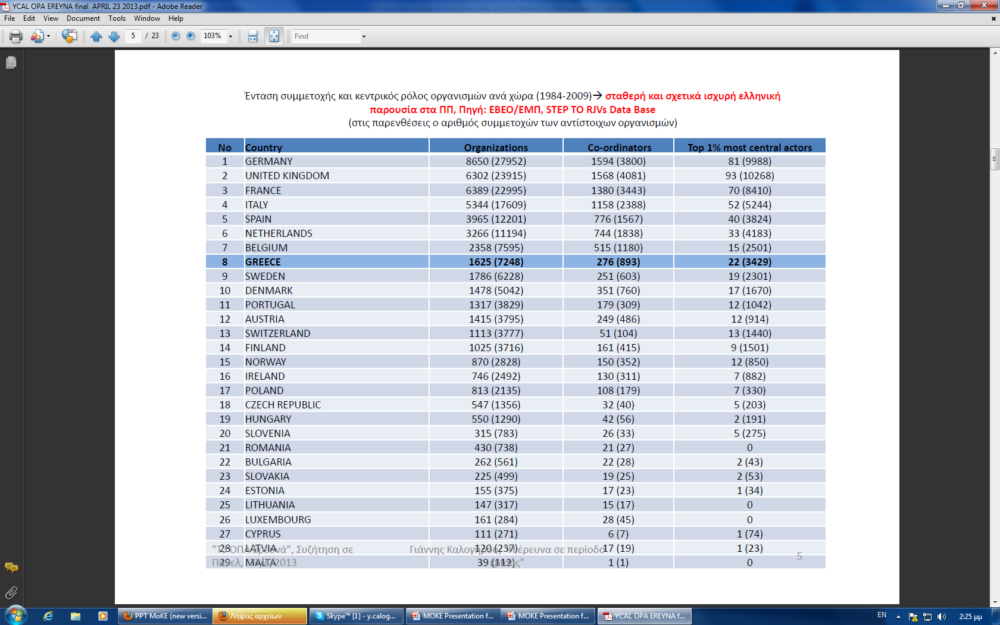 YCAL OPA EREYNA final  APRIL 23 2013.pdf - Adobe Reader
File Edit View Document Tools Window Help
5 / 23 103% Find
Ένταση συμμετοχής και κεντρικός ρόλος οργανισμών ανά χώρα (1984-2009)→ σταθερή και σχετικά ισχυρή ελληνική
παρουσία στα ΠΠ, Πηγή: ΕΒΕΟ/ΕΜΠ, STEP TO RJVs Data Base
(στις παρενθέσεις ο αριθμός συμμετοχών των αντίστοιχων οργανισμών)
No Country Organizations Co-ordinators Top 1% most central actors
1 GERMANY 8650 (27952) 1594 (3800) 81 (9988)
2 UNITED KINGDOM 6302 (23915) 1568 (4081) 93 (10268)
3 FRANCE 6389 (22995) 1380 (3443) 70 (8410)
4 ITALY 5344 (17609) 1158 (2388) 52 (5244)
5 SPAIN 3965 (12201) 776 (1567) 40 (3824)
6 NETHERLANDS 3266 (11194) 744 (1838) 33 (4183)
7 BELGIUM 2358 (7595) 515 (1180) 15 (2501)
8 GREECE 1625 (7248) 276 (893) 22 (3429)
9 SWEDEN 1786 (6228) 251 (603) 19 (2301)
10 DENMARK 1478 (5042) 351 (760) 17 (1670)
11 PORTUGAL 1317 (3829) 179 (309) 12 (1042)
12 AUSTRIA 1415 (3795) 249 (486) 12 (914)
13 SWITZERLAND 1113 (3777) 51 (104) 13 (1440)
14 FINLAND 1025 (3716) 161 (415) 9 (1501)
15 NORWAY 870 (2828) 150 (352) 12 (850)
16 IRELAND 746 (2492) 130 (311) 7 (882)
17 POLAND 813 (2135) 108 (179) 7 (330)
18 CZECH REPUBLIC 547 (1356) 32 (40) 5 (203)
19 HUNGARY 550 (1290) 42 (56) 2 (191)
20 SLOVENIA 315 (783) 26 (33) 5 (275)
21 ROMANIA 430 (738) 21 (27) 0
22 BULGARIA 262 (561) 22 (28) 2 (43)
23 SLOVAKIA 225 (499) 19 (25) 2 (53)
24 ESTONIA 155 (375) 17 (23) 1 (34)
25 LITHUANIA 147 (317) 15 (17) 0
26 LUXEMBOURG 161 (284) 28 (45) 0
27 CYPRUS 111 (271) 6 (7) 1 (74)
28 LATVIA 120 (237) 17 (19) 1 (23)
29 MALTA 39 (112) 1 (1) 0
"Το ΟΠΑ Ερευνά", Συζήτηση σε
2013
Γιάννης Καλογήρου, "Η έρευνα σε περίοδο
κρίσης"
5
PPT MoKE (new versi... Λήψεις αρχείων Skype™ [1] - y.calog... MOKE Presentation f... MOKE Presentation f... YCAL OPA EREYNA f... EN 2:25 μμ